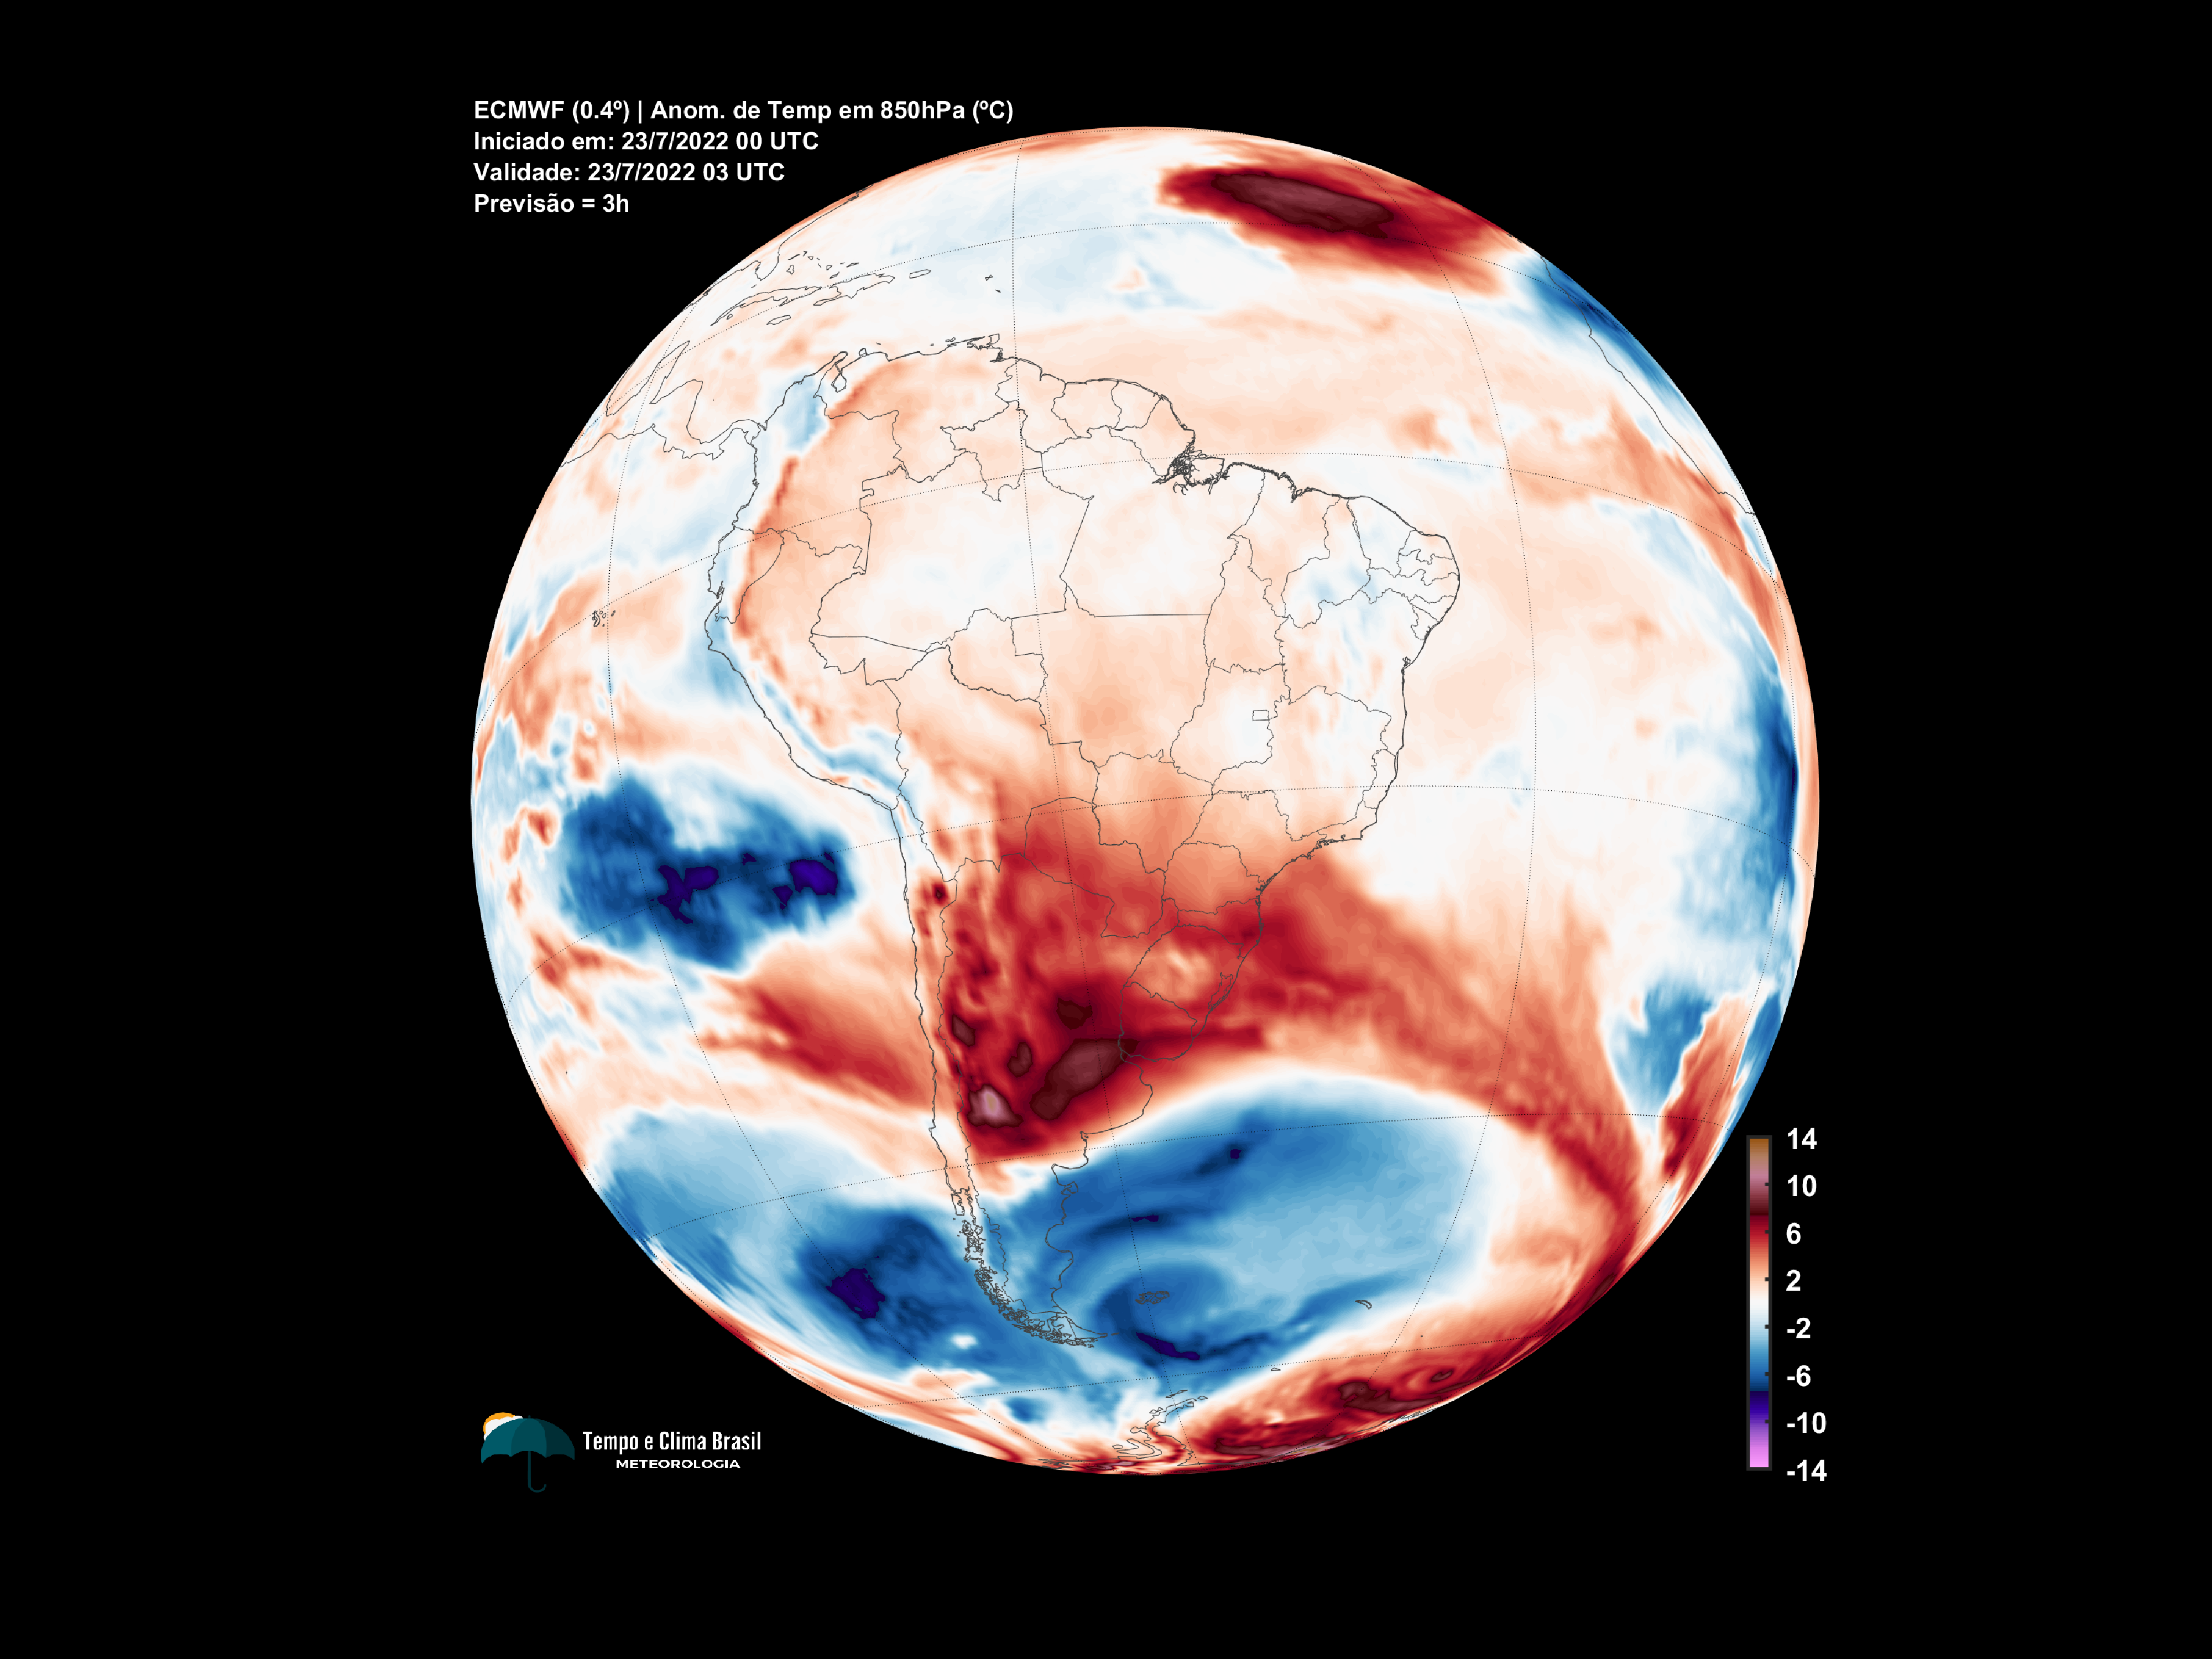 ECMWF (0.4º) | Anom. de Temp em 850hPa (ºC)
Iniciado em: 23/7/2022 00 UTC
Validade: 23/7/2022 03 UTC
Previsão = 3h
14
10
6
2
-2
-6
-10
-14
Tempo e Clima Brasil
METEOROLOGIA